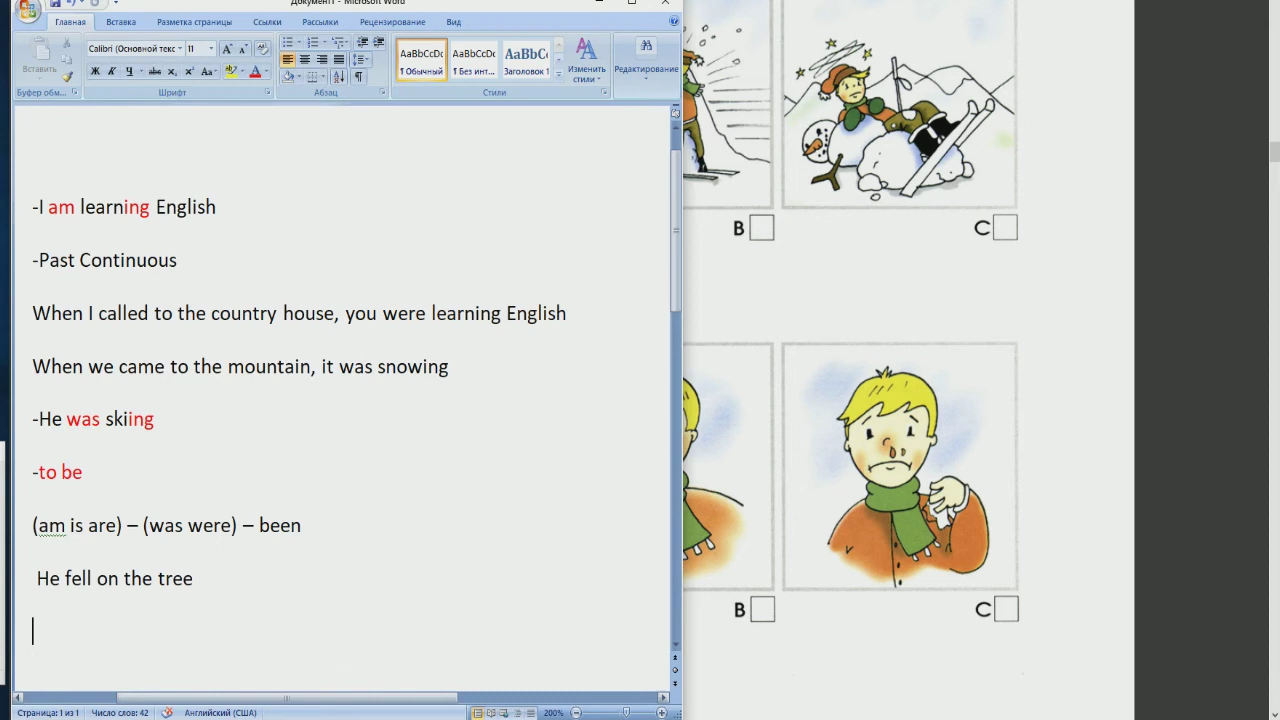 Документ1 - Microsoft Word
Главная Вставка Разметка страницы Ссылки Рассылки Рецензирование Вид
Вставить
Calibri (Основной текс 11
Ж К Ч abc x₂ x² Aa
AaBbCcDc AaBbCcDc AaBbC
¶ Обычный ¶ Без инт... Заголовок 1
Изменить стили
Редактирование
Буфер обм... Шрифт Абзац Стили
-I am learning English
-Past Continuous
When I called to the country house, you were learning English
When we came to the mountain, it was snowing
-He was skiing
-to be
(am is are) – (was were) – been
He fell on the tree
B C
B C
Страница: 1 из 1 Число слов: 42 Английский (США) 200%